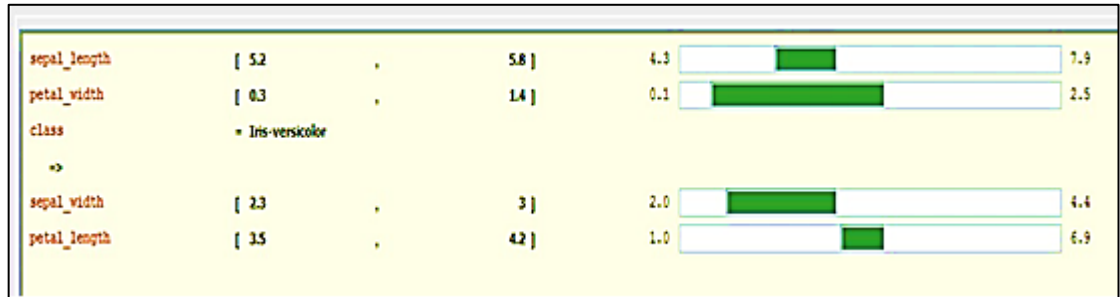 sepal_length [ 5.2 , 5.8 ] 4.3 7.9
petal_width [ 0.3 , 1.4 ] 0.1 2.5
class = Iris-versicolor
=>
sepal_width [ 2.3 , 3 ] 2.0 4.4
petal_length [ 3.5 , 4.2 ] 1.0 6.9